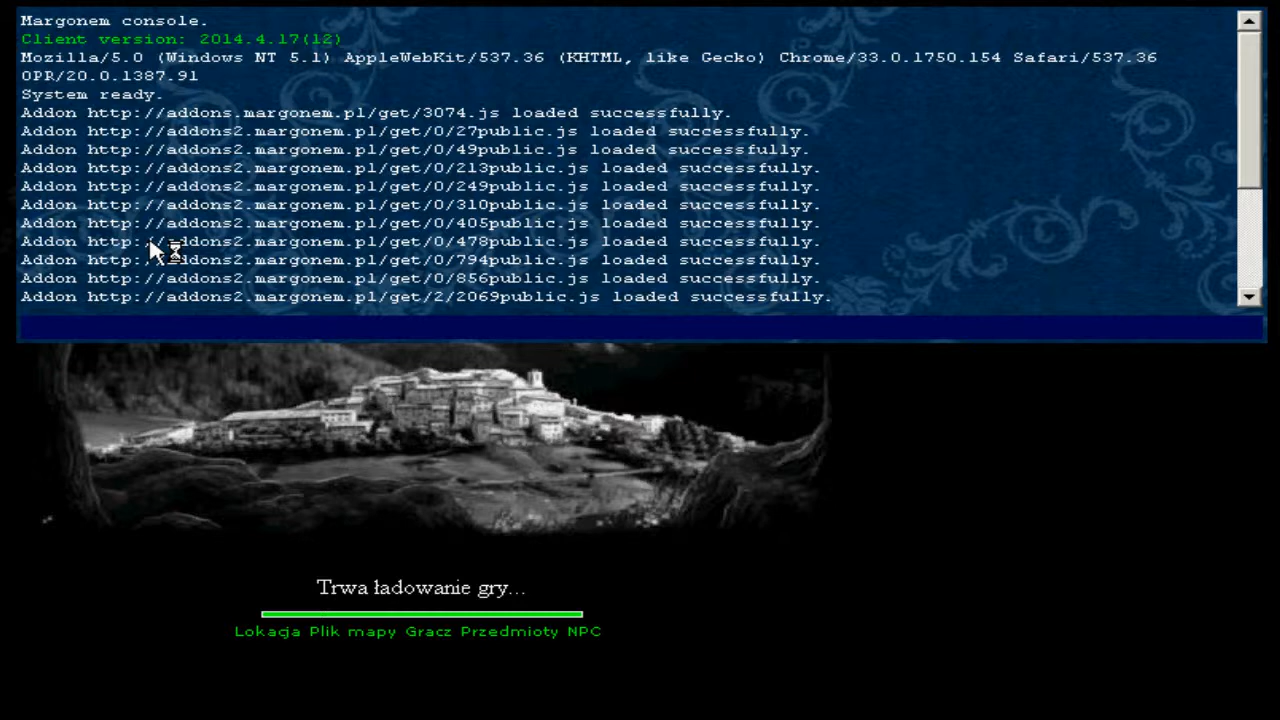 Margonem console.
Client version: 2014.4.17(12)
Mozilla/5.0 (Windows NT 5.1) AppleWebKit/537.36 (KHTML, like Gecko) Chrome/33.0.1750.154 Safari/537.36
OPR/20.0.1387.91
System ready.
Addon http://addons.margonem.pl/get/3074.js loaded successfully.
Addon http://addons2.margonem.pl/get/0/27public.js loaded successfully.
Addon http://addons2.margonem.pl/get/0/49public.js loaded successfully.
Addon http://addons2.margonem.pl/get/0/213public.js loaded successfully.
Addon http://addons2.margonem.pl/get/0/249public.js loaded successfully.
Addon http://addons2.margonem.pl/get/0/310public.js loaded successfully.
Addon http://addons2.margonem.pl/get/0/405public.js loaded successfully.
Addon http://addons2.margonem.pl/get/0/478public.js loaded successfully.
Addon http://addons2.margonem.pl/get/0/794public.js loaded successfully.
Addon http://addons2.margonem.pl/get/0/856public.js loaded successfully.
Addon http://addons2.margonem.pl/get/2/2069public.js loaded successfully.
Trwa ładowanie gry...
Lokacja Plik mapy Gracz Przedmioty NPC